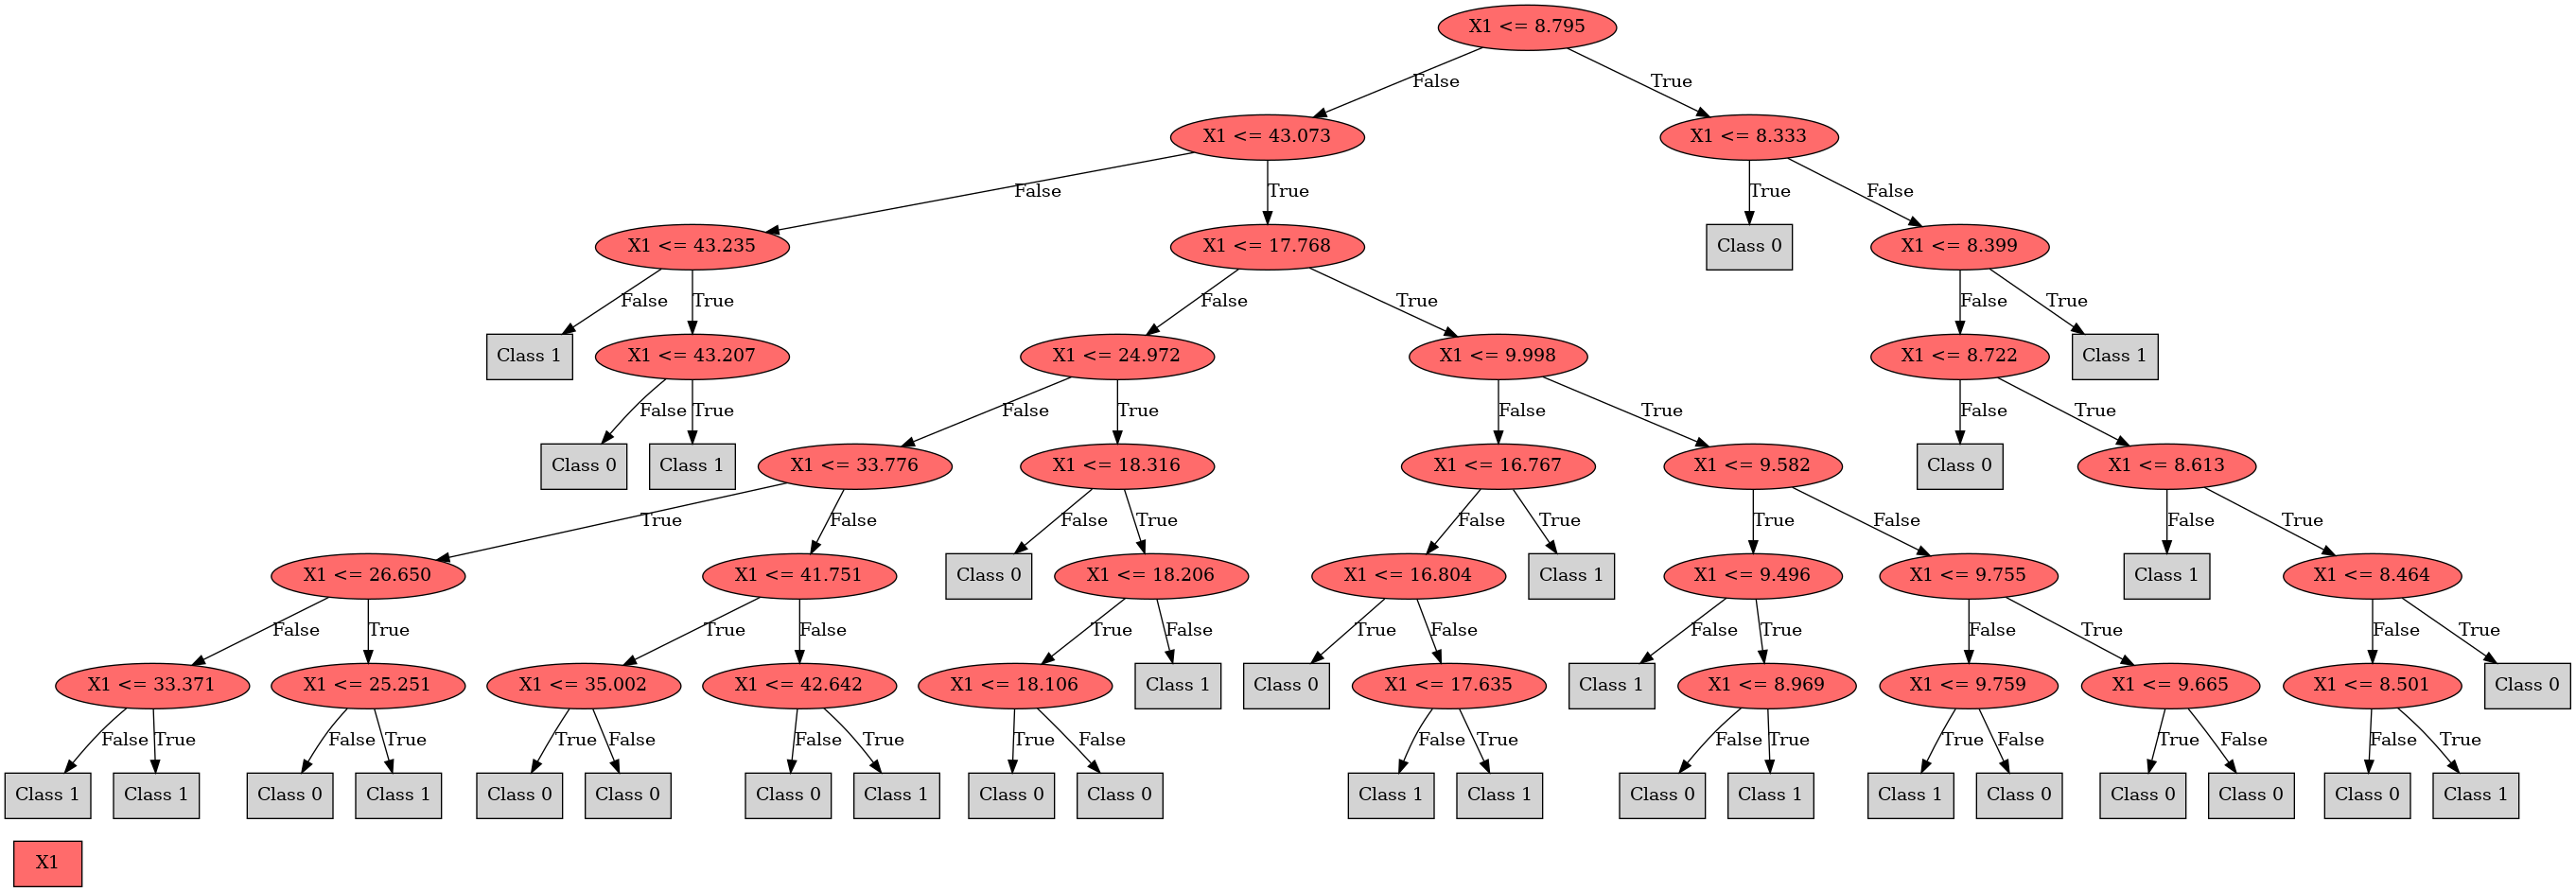 X1 <= 8.795
False
True
X1 <= 43.073
X1 <= 8.333
False
True
True
False
X1 <= 43.235
X1 <= 17.768
Class 0
X1 <= 8.399
False
True
False
True
False
True
Class 1
X1 <= 43.207
X1 <= 24.972
X1 <= 9.998
X1 <= 8.722
Class 1
False
True
False
True
False
True
False
True
Class 0
Class 1
X1 <= 33.776
X1 <= 18.316
X1 <= 16.767
X1 <= 9.582
Class 0
X1 <= 8.613
True
False
False
True
False
True
True
False
False
True
X1 <= 26.650
X1 <= 41.751
Class 0
X1 <= 18.206
X1 <= 16.804
Class 1
X1 <= 9.496
X1 <= 9.755
Class 1
X1 <= 8.464
False
True
True
False
True
False
True
False
False
True
False
True
False
True
X1 <= 33.371
X1 <= 25.251
X1 <= 35.002
X1 <= 42.642
X1 <= 18.106
Class 1
Class 0
X1 <= 17.635
Class 1
X1 <= 8.969
X1 <= 9.759
X1 <= 9.665
X1 <= 8.501
Class 0
False
True
False
True
True
False
False
True
True
False
False
True
False
True
True
False
True
False
False
True
Class 1
Class 1
Class 0
Class 1
Class 0
Class 0
Class 0
Class 1
Class 0
Class 0
Class 1
Class 1
Class 0
Class 1
Class 1
Class 0
Class 0
Class 0
Class 0
Class 1
X1